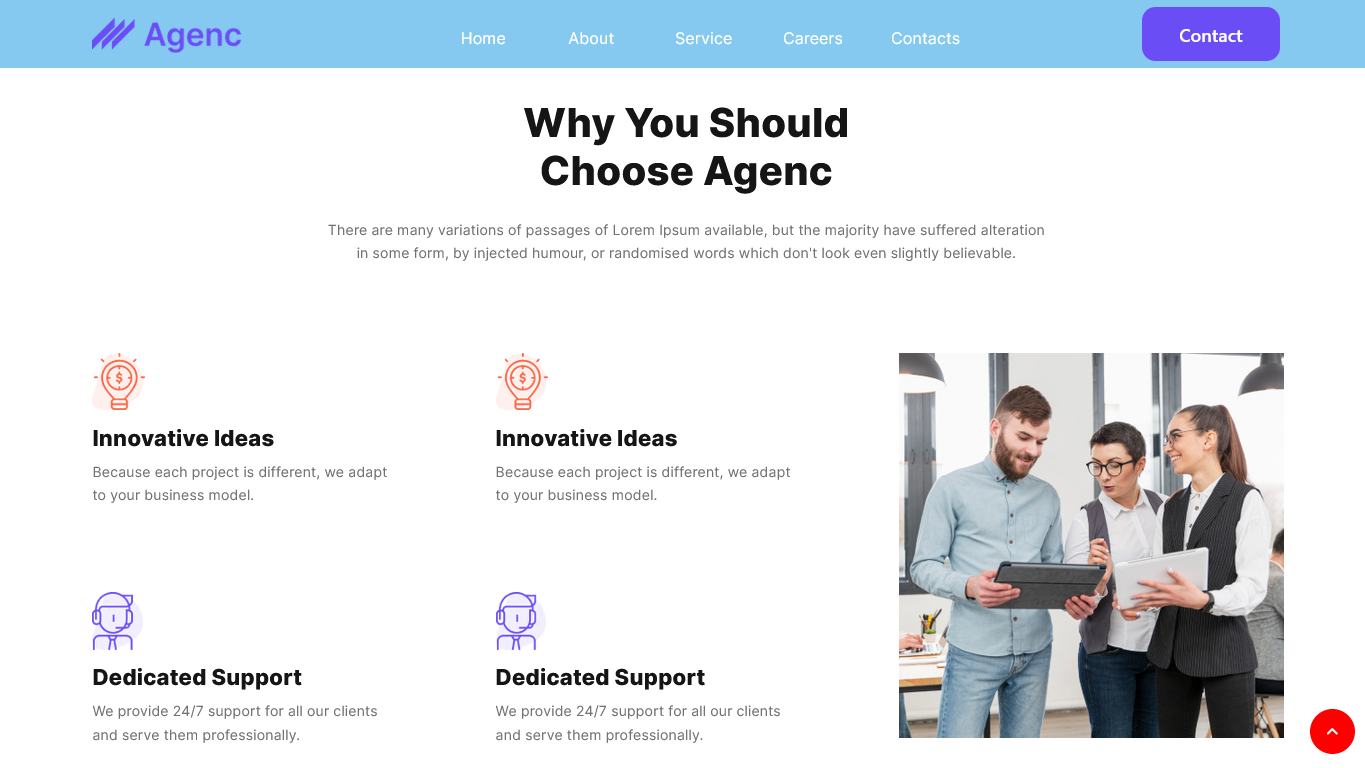 Agenc
Home About Service Careers Contacts
Contact
Why You Should
Choose Agenc
There are many variations of passages of Lorem Ipsum available, but the majority have suffered alteration
in some form, by injected humour, or randomised words which don't look even slightly believable.
Innovative Ideas
Because each project is different, we adapt
to your business model.
Innovative Ideas
Because each project is different, we adapt
to your business model.
Dedicated Support
We provide 24/7 support for all our clients
and serve them professionally.
Dedicated Support
We provide 24/7 support for all our clients
and serve them professionally.